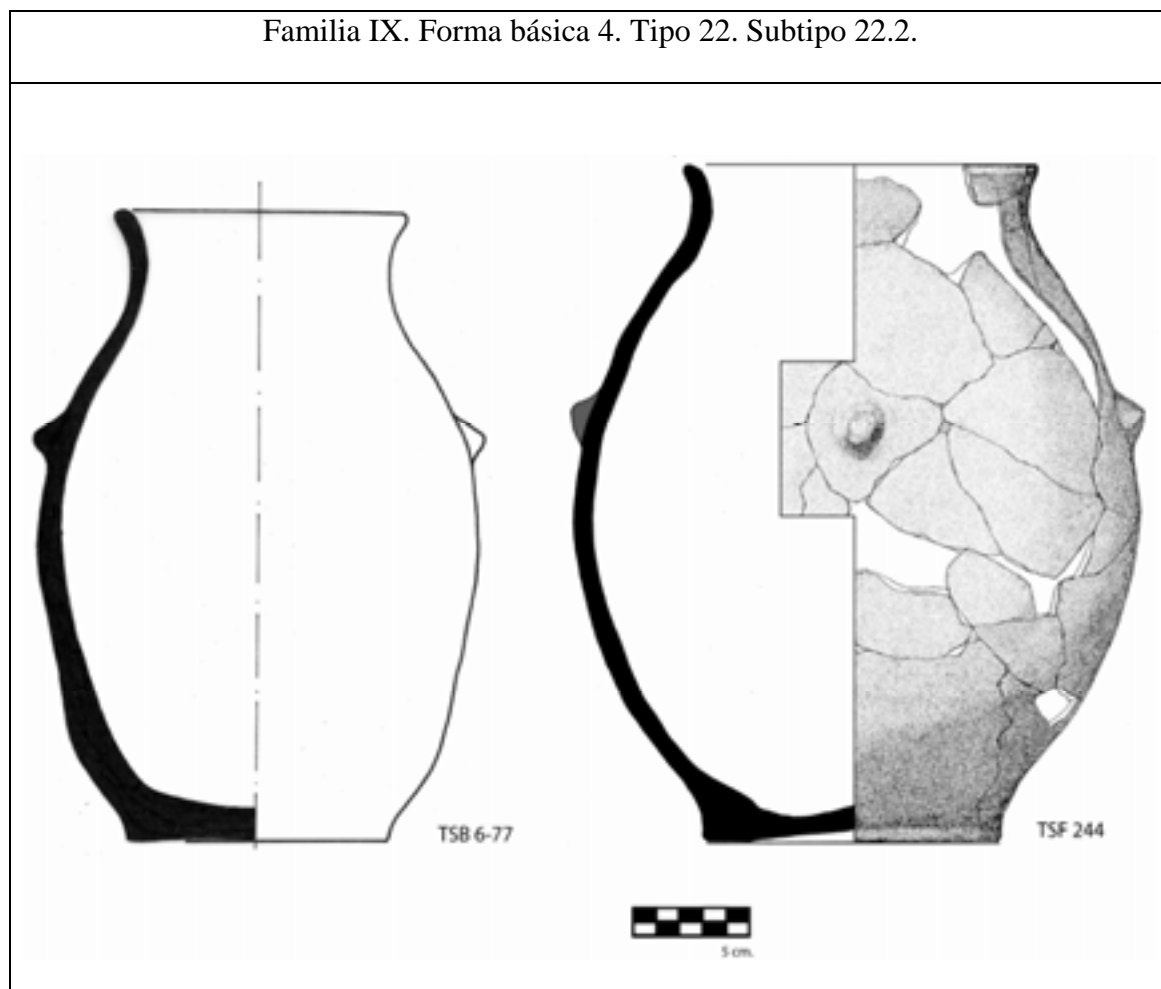 Familia IX. Forma básica 4. Tipo 22. Subtipo 22.2.
TSB 6-77
TSF 244
5 cm.